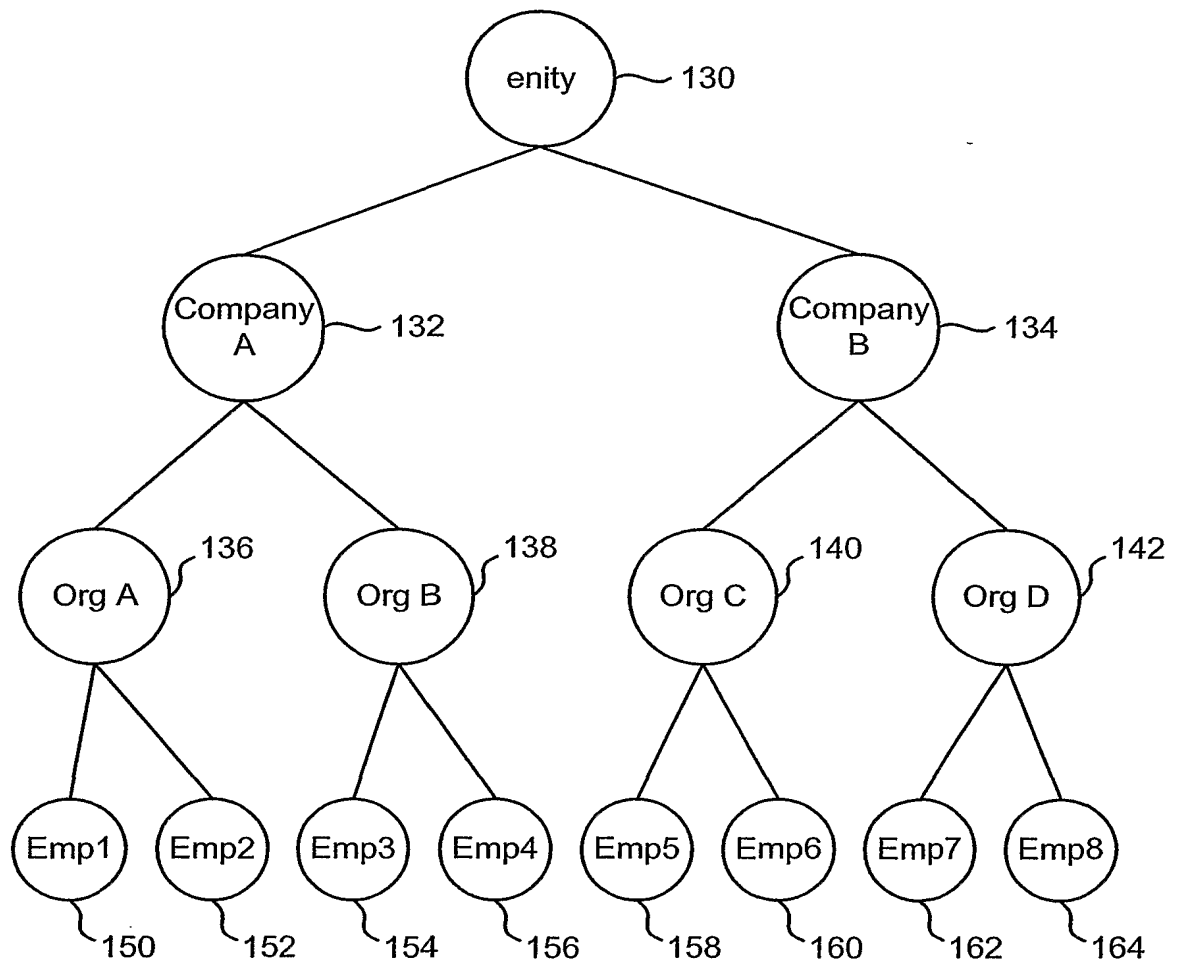 enity
130
Company
A
132
Company
B
134
Org A
136
Org B
138
Org C
140
Org D
142
Emp1
Emp2
Emp3
Emp4
Emp5
Emp6
Emp7
Emp8
150
152
154
156
158
160
162
164